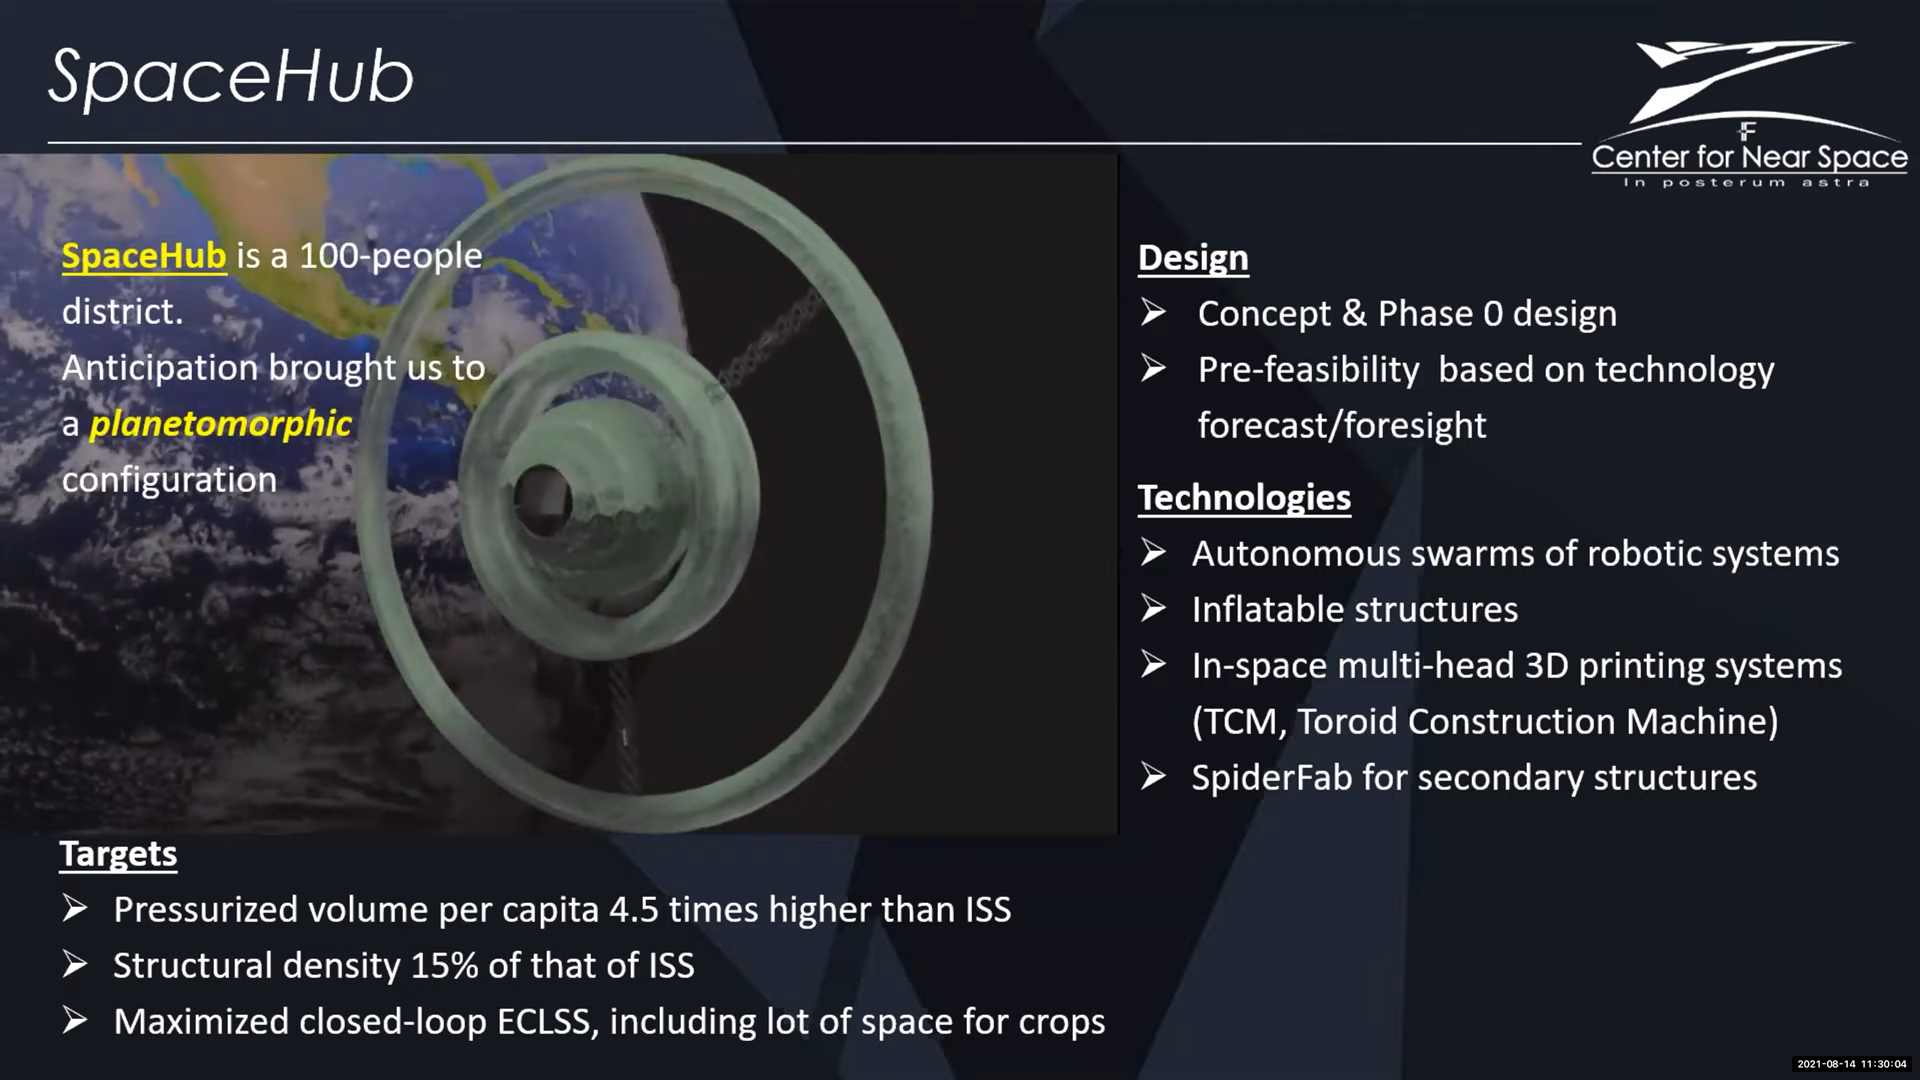 SpaceHub
Center for Near Space
In posterum astra
SpaceHub is a 100-people
district.
Anticipation brought us to
a planetomorphic
configuration
Design
Concept & Phase 0 design
Pre-feasibility based on technology
forecast/foresight
Technologies
Autonomous swarms of robotic systems
Inflatable structures
In-space multi-head 3D printing systems
(TCM, Toroid Construction Machine)
SpiderFab for secondary structures
Targets
Pressurized volume per capita 4.5 times higher than ISS
Structural density 15% of that of ISS
Maximized closed-loop ECLSS, including lot of space for crops
2021-08-14 11:30:04